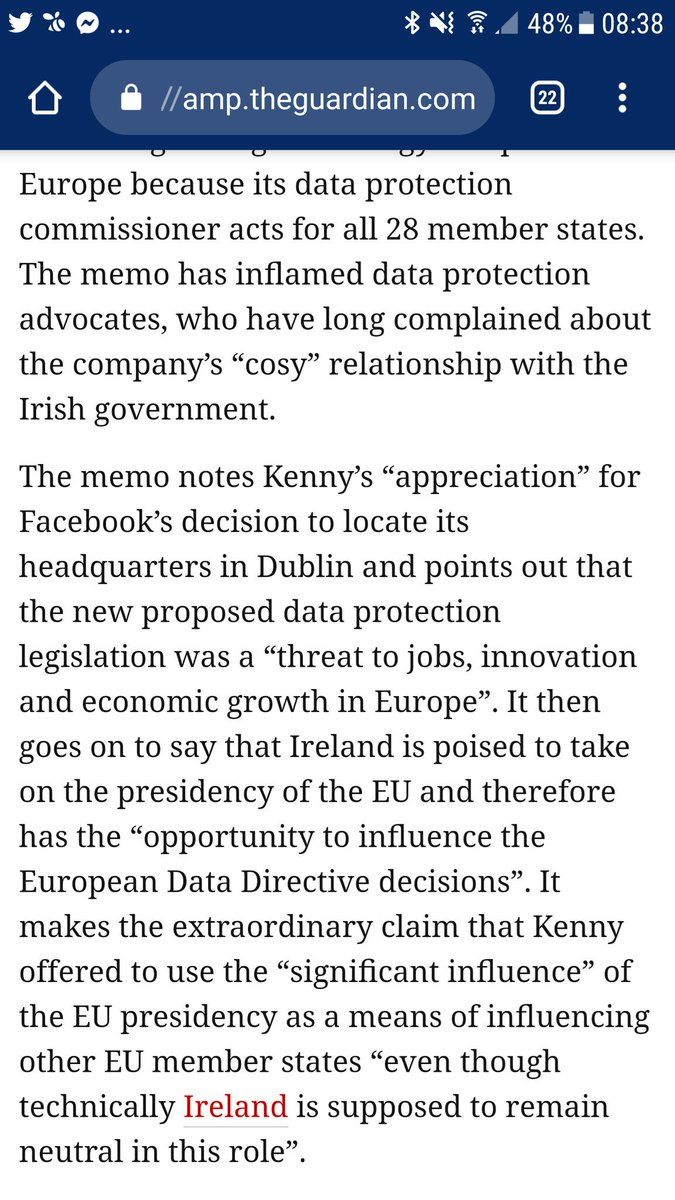 ... 48% 08:38
//amp.theguardian.com 22
Europe because its data protection
commissioner acts for all 28 member states.
The memo has inflamed data protection
advocates, who have long complained about
the company’s “cosy” relationship with the
Irish government.
The memo notes Kenny’s “appreciation” for
Facebook’s decision to locate its
headquarters in Dublin and points out that
the new proposed data protection
legislation was a “threat to jobs, innovation
and economic growth in Europe”. It then
goes on to say that Ireland is poised to take
on the presidency of the EU and therefore
has the “opportunity to influence the
European Data Directive decisions”. It
makes the extraordinary claim that Kenny
offered to use the “significant influence” of
the EU presidency as a means of influencing
other EU member states “even though
technically Ireland is supposed to remain
neutral in this role”.